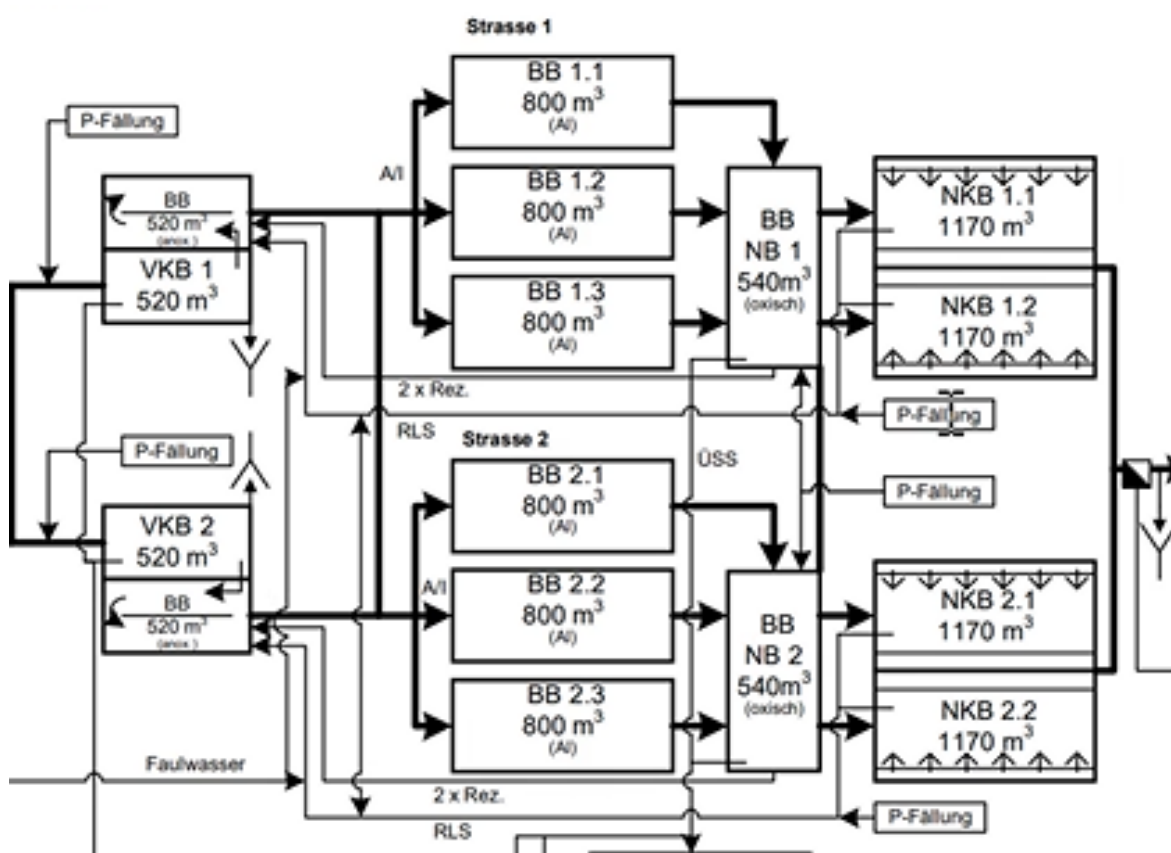 Strasse 1
BB 1.1
800 m³
(AI)
P-Fällung
A/I
BB 1.2
800 m³
(AI)
BB
520 m³
(anox.)
VKB 1
520 m³
BB 1.3
800 m³
(AI)
BB
NB 1
540m³
(oxisch)
NKB 1.1
1170 m³
NKB 1.2
1170 m³
2 x Rez.
RLS
P-Fällung
P-Fällung
Strasse 2
ÜSS
P-Fällung
BB 2.1
800 m³
(AI)
VKB 2
520 m³
BB
520 m³
(anox.)
A/I
BB 2.2
800 m³
(AI)
BB 2.3
800 m³
(AI)
BB
NB 2
540m³
(oxisch)
NKB 2.1
1170 m³
NKB 2.2
1170 m³
Faulwasser
2 x Rez.
RLS
P-Fällung